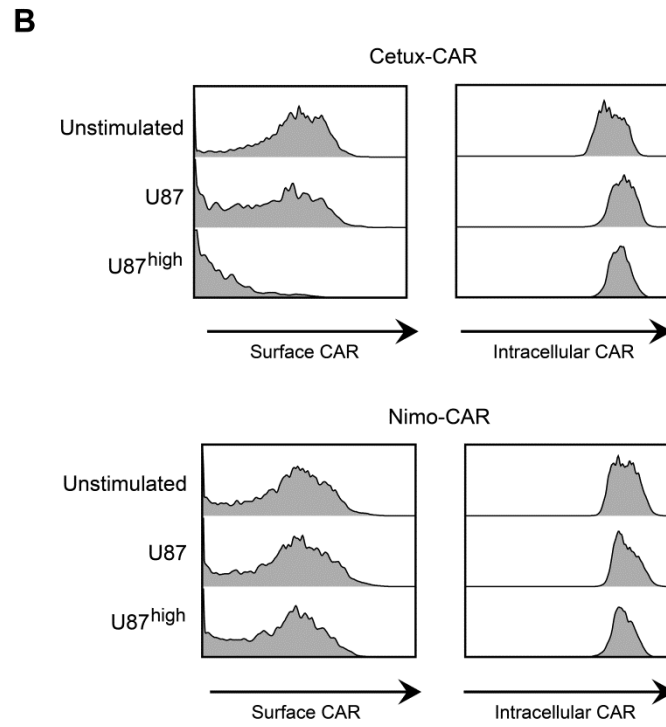 B
Cetux-CAR
Unstimulated
U87
U87high
Surface CAR
Intracellular CAR
Nimo-CAR
Unstimulated
U87
U87high
Surface CAR
Intracellular CAR